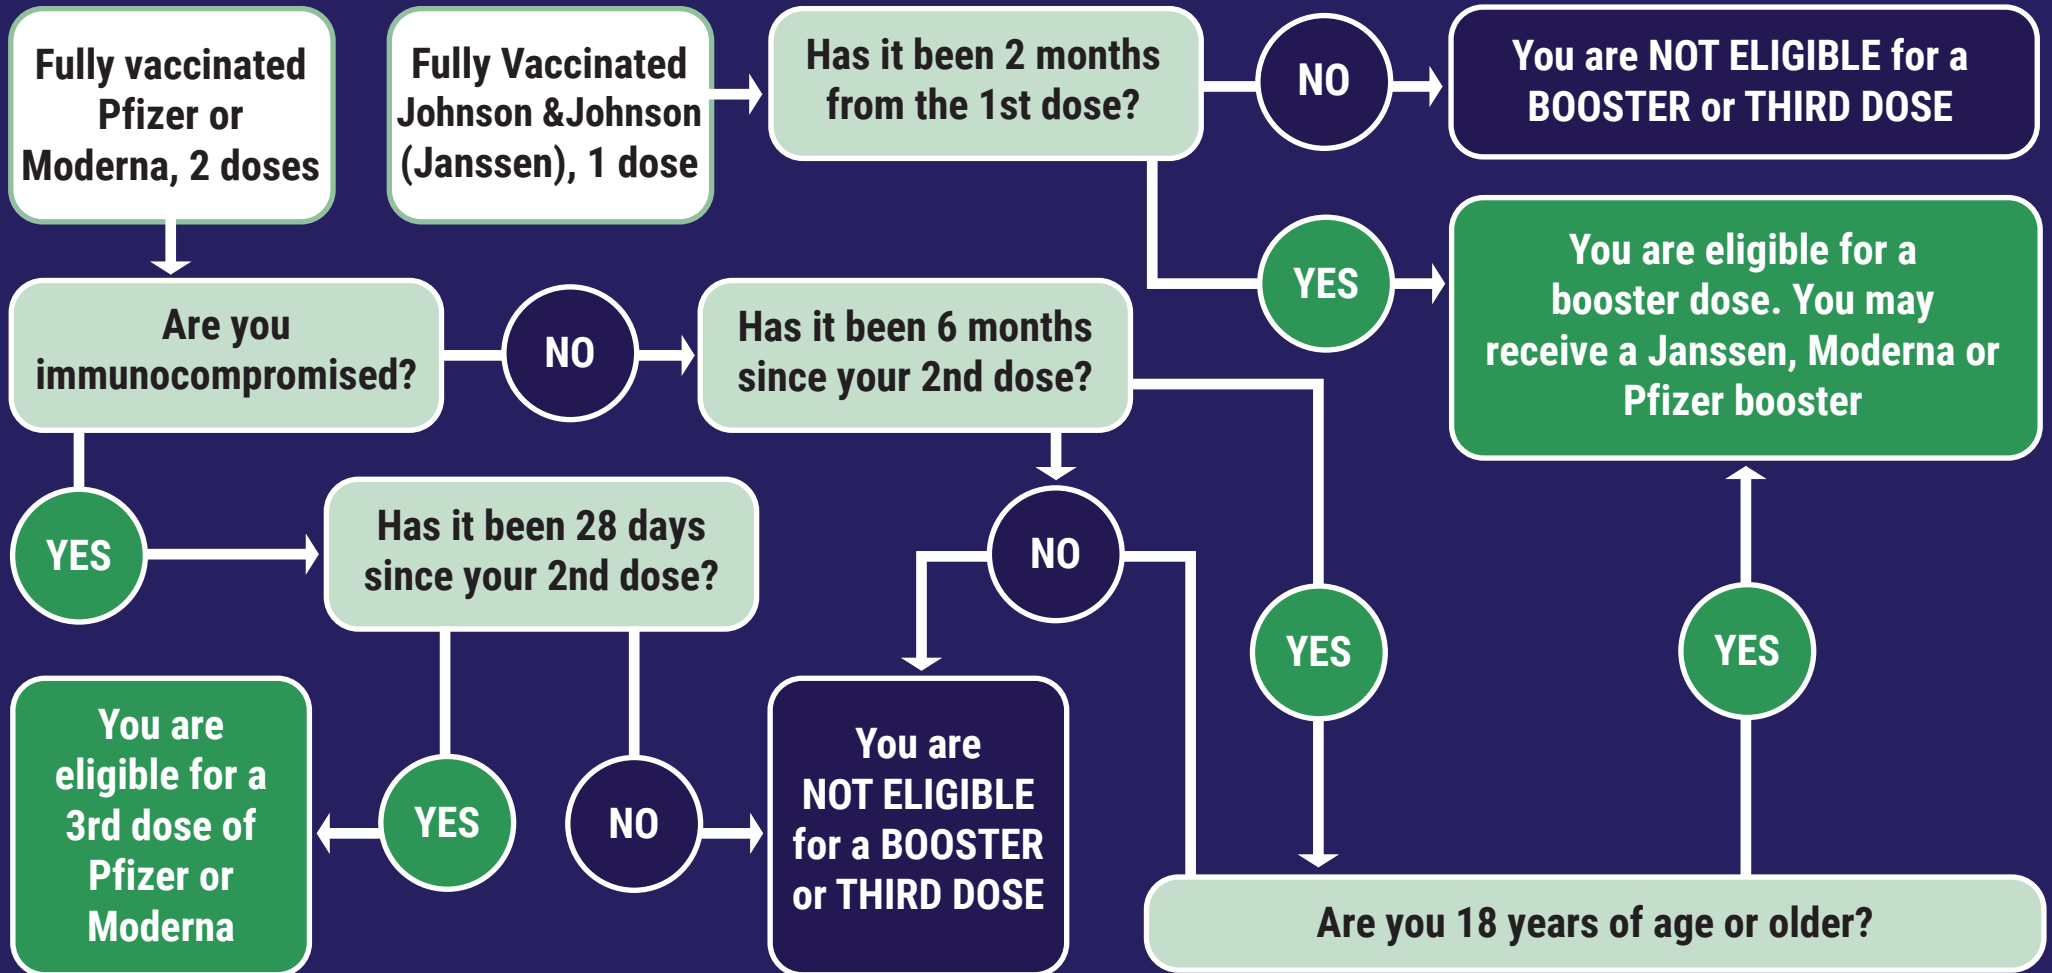 Fully vaccinated
Pfizer or
Moderna, 2 doses
Fully Vaccinated
Johnson &Johnson
(Janssen), 1 dose
Has it been 2 months
from the 1st dose?
NO
You are NOT ELIGIBLE for a
BOOSTER or THIRD DOSE
YES
You are eligible for a
booster dose. You may
receive a Janssen, Moderna or
Pfizer booster
Are you
immunocompromised?
NO
Has it been 6 months
since your 2nd dose?
YES
Has it been 28 days
since your 2nd dose?
NO
YES
YES
You are
eligible for a
3rd dose of
Pfizer or
Moderna
YES
NO
You are
NOT ELIGIBLE
for a BOOSTER
or THIRD DOSE
Are you 18 years of age or older?